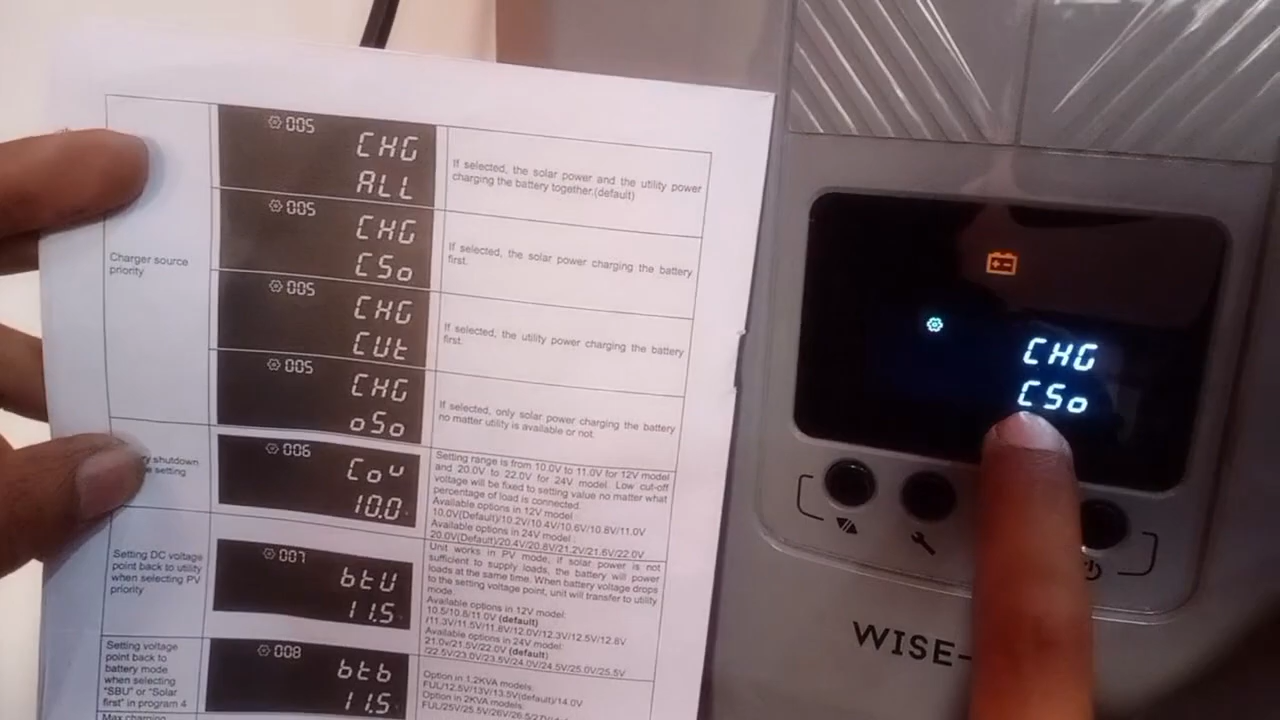 Charger source
priority
005
CHG
ALL
If selected, the solar power and the utility power
charging the battery together.(default)
005
CHG
CSo
If selected, the solar power charging the battery
first.
005
CHG
CUt
If selected, the utility power charging the battery
first.
005
CHG
oSo
If selected, only solar power charging the battery
no matter utility is available or not.
shutdown
setting
006
Cou
10.0
Setting range is from 10.0V to 11.0V for 12V model
and 20.0V to 22.0V for 24V model. Low cut-off
voltage will be fixed to setting value no matter what
percentage of load is connected.
Available options in 12V model:
10.0V(Default)/10.2V/10.4V/10.6V/10.8V/11.0V
Available options in 24V model :
20.0V(Default)/20.4V/20.8V/21.2V/21.6V/22.0V
Setting DC voltage
point back to utility
when selecting PV
priority
007
btU
11.5
Unit works in PV mode, if solar power is not
sufficient to supply loads, the battery will power
loads at the same time. When battery voltage drops
to the setting voltage point, unit will transfer to utility
mode.
Available options in 12V model:
10.5/10.8/11.0V (default)
/11.3V/11.5V/11.8V/12.0V/12.3V/12.5V/12.8V
Available options in 24V model:
21.0v/21.5V/22.0V (default)
/22.5V/23.0V/23.5V/24.0V/24.5V/25.0V/25.5V
Setting voltage
point back to
battery mode
when selecting
"SBU" or "Solar
first" in program 4
008
btb
11.5
Option in 1.2KVA models:
FUL/12.5V/13V/13.5V(default)/14.0V
Option in 2KVA models:
Max charging
CHG
CSo
WISE-